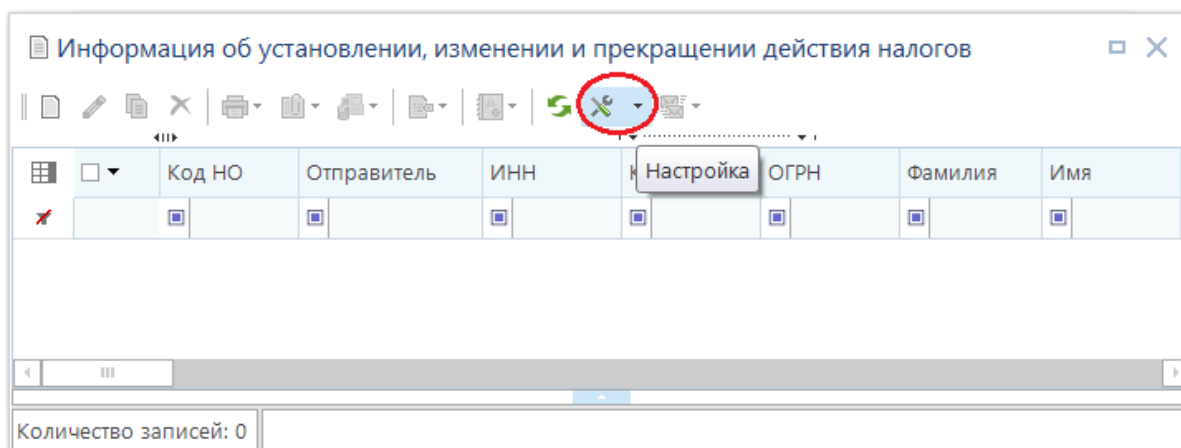 Информация об установлении, изменении и прекращении действия налогов
Код НО Отправитель ИНН К Настройка ОГРН Фамилия Имя
Количество записей: 0